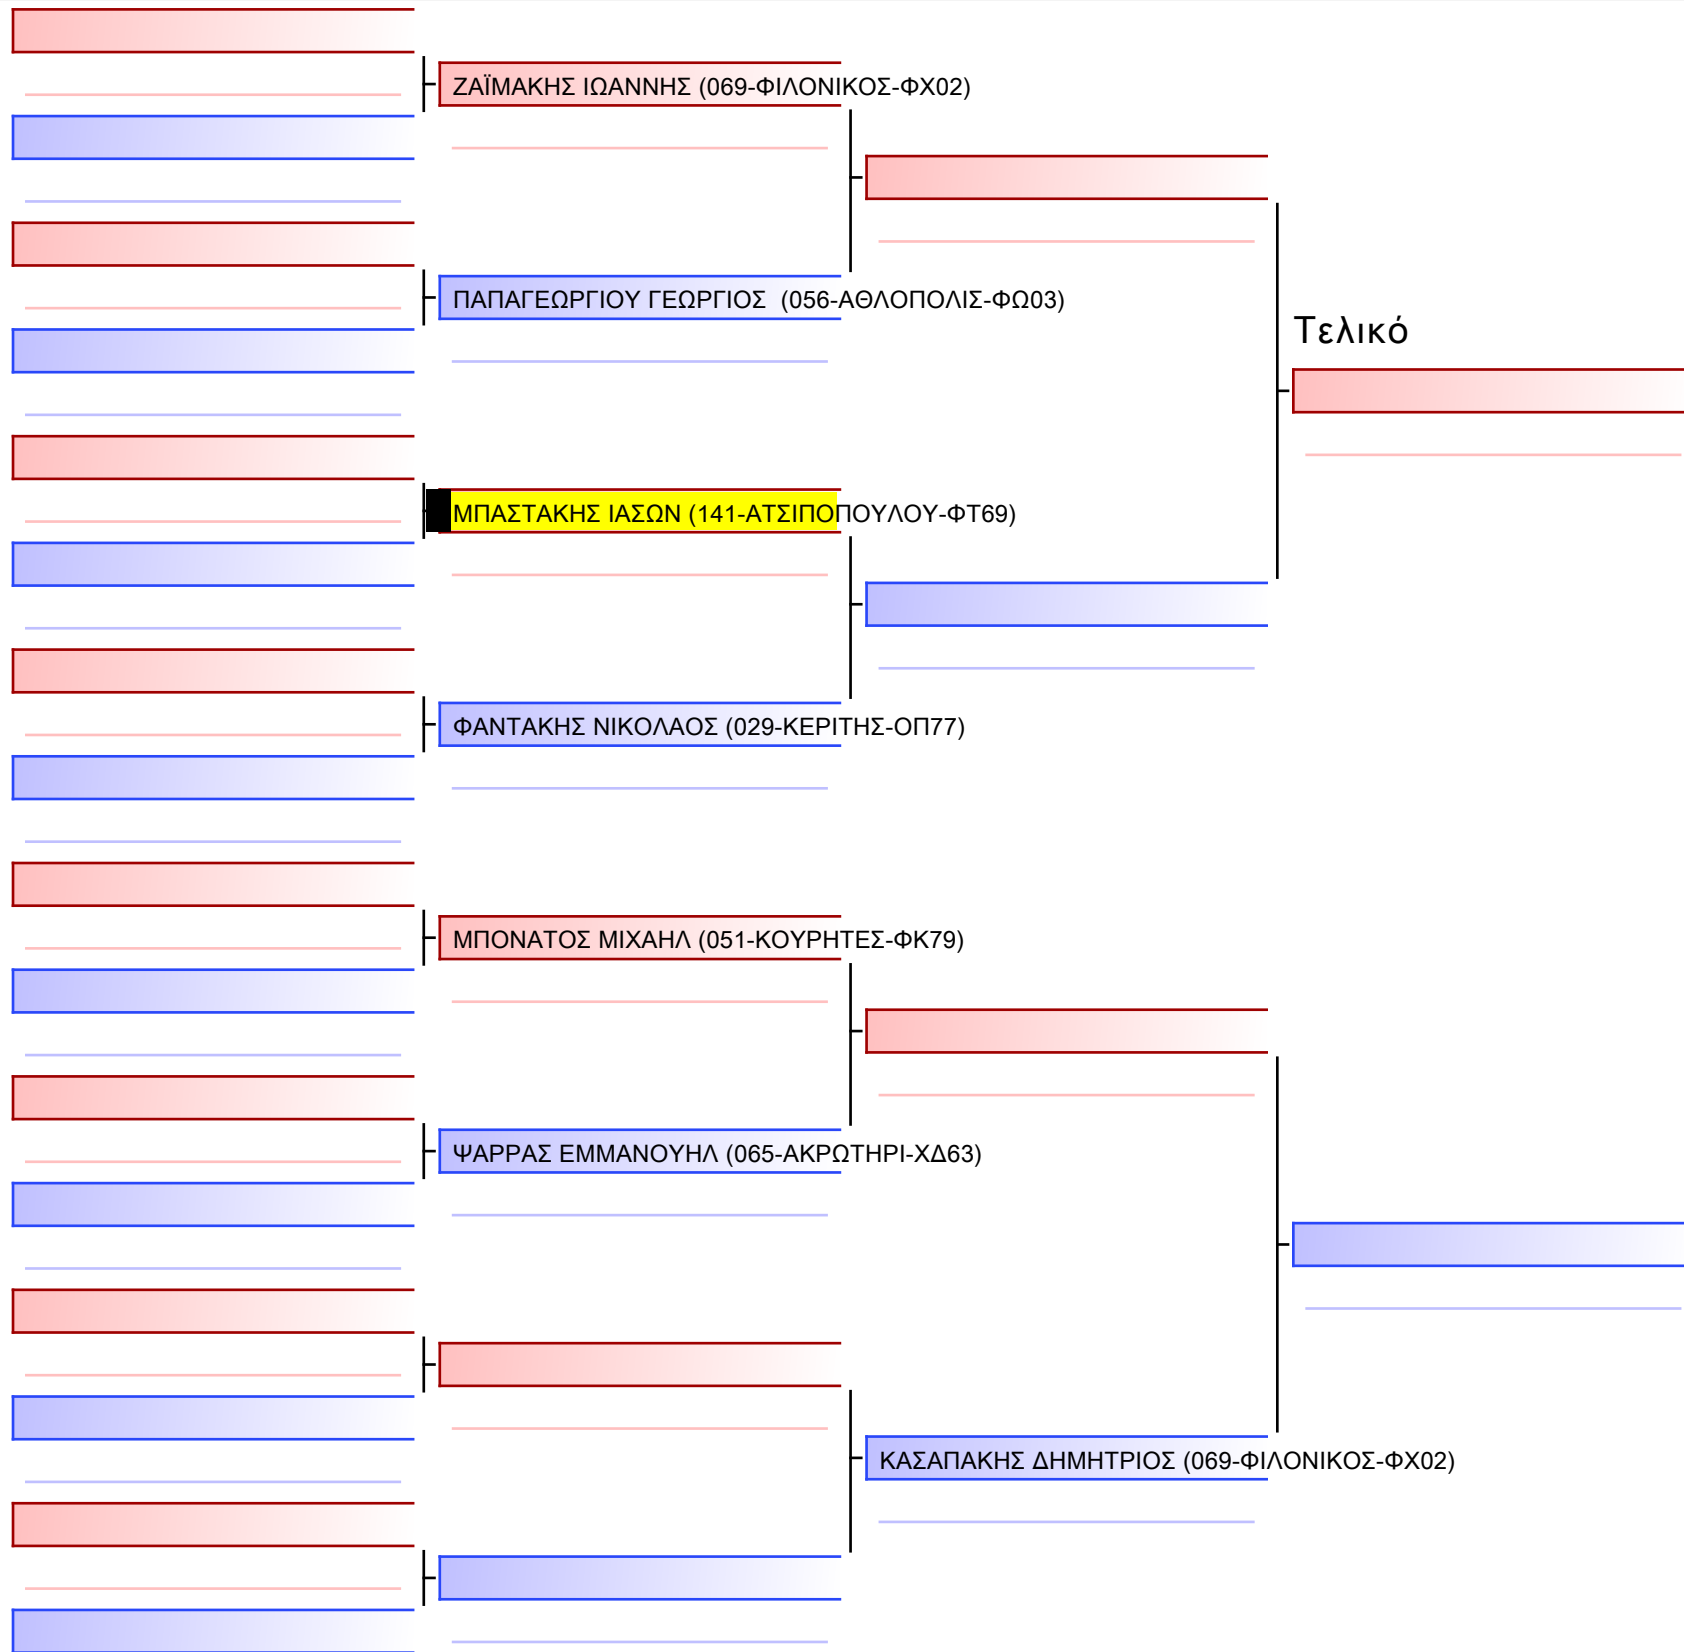 ΖΑΪΜΑΚΗΣ ΙΩΑΝΝΗΣ (069-ΦΙΛΟΝΙΚΟΣ-ΦΧ02)
ΠΑΠΑΓΕΩΡΓΙΟΥ ΓΕΩΡΓΙΟΣ (056-ΑΘΛΟΠΟΛΙΣ-ΦΩ03)
Τελικό
ΜΠΑΣΤΑΚΗΣ ΙΑΣΩΝ (141-ΑΤΣΙΠΟΠΟΥΛΟΥ-ΦΤ69)
ΦΑΝΤΑΚΗΣ ΝΙΚΟΛΑΟΣ (029-ΚΕΡΙΤΗΣ-ΟΠ77)
ΜΠΟΝΑΤΟΣ ΜΙΧΑΗΛ (051-ΚΟΥΡΗΤΕΣ-ΦΚ79)
ΨΑΡΡΑΣ ΕΜΜΑΝΟΥΗΛ (065-ΑΚΡΩΤΗΡΙ-ΧΔ63)
ΚΑΣΑΠΑΚΗΣ ΔΗΜΗΤΡΙΟΣ (069-ΦΙΛΟΝΙΚΟΣ-ΦΧ02)